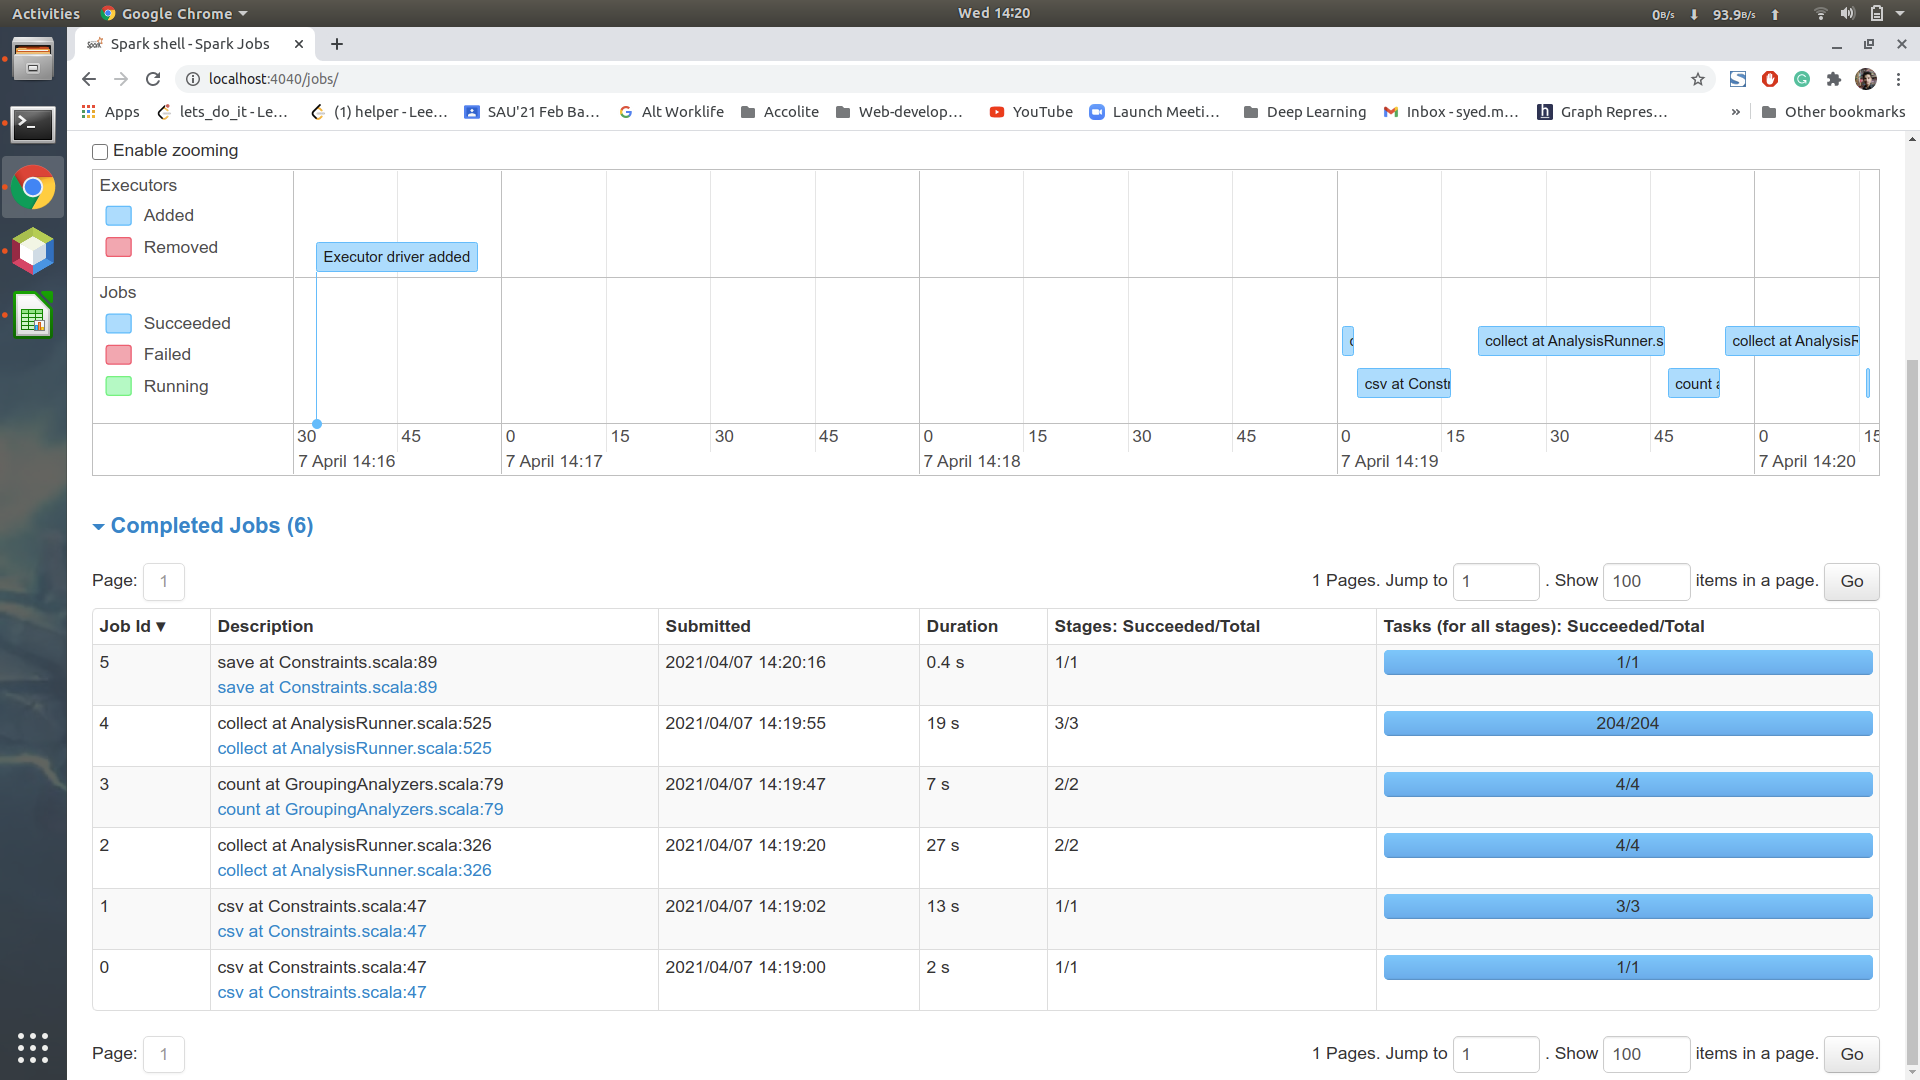 Activities Google Chrome Wed 14:20 0B/s 93.9B/s
Spark shell - Spark Jobs
localhost:4040/jobs/
Apps lets_do_it - Le... (1) helper - Lee... SAU'21 Feb Ba... Alt Worklife Accolite Web-develop... YouTube Launch Meeti... Deep Learning Inbox - syed.m... Graph Repres... » Other bookmarks
Enable zooming
Executors
Added
Removed
Executor driver added
Jobs
Succeeded
Failed
Running
collect at AnalysisRunner.s
collect at AnalysisR
csv at Constr
count a
30 45 0 15 30 45 0 15 30 45 0 15 30 45 0 15
7 April 14:16 7 April 14:17 7 April 14:18 7 April 14:19 7 April 14:20
Completed Jobs (6)
Page: 1 1 Pages. Jump to 1 . Show 100 items in a page. Go
Job Id ▾ Description Submitted Duration Stages: Succeeded/Total Tasks (for all stages): Succeeded/Total
5 save at Constraints.scala:89 2021/04/07 14:20:16 0.4 s 1/1 1/1
save at Constraints.scala:89
4 collect at AnalysisRunner.scala:525 2021/04/07 14:19:55 19 s 3/3 204/204
collect at AnalysisRunner.scala:525
3 count at GroupingAnalyzers.scala:79 2021/04/07 14:19:47 7 s 2/2 4/4
count at GroupingAnalyzers.scala:79
2 collect at AnalysisRunner.scala:326 2021/04/07 14:19:20 27 s 2/2 4/4
collect at AnalysisRunner.scala:326
1 csv at Constraints.scala:47 2021/04/07 14:19:02 13 s 1/1 3/3
csv at Constraints.scala:47
0 csv at Constraints.scala:47 2021/04/07 14:19:00 2 s 1/1 1/1
csv at Constraints.scala:47
Page: 1 1 Pages. Jump to 1 . Show 100 items in a page. Go